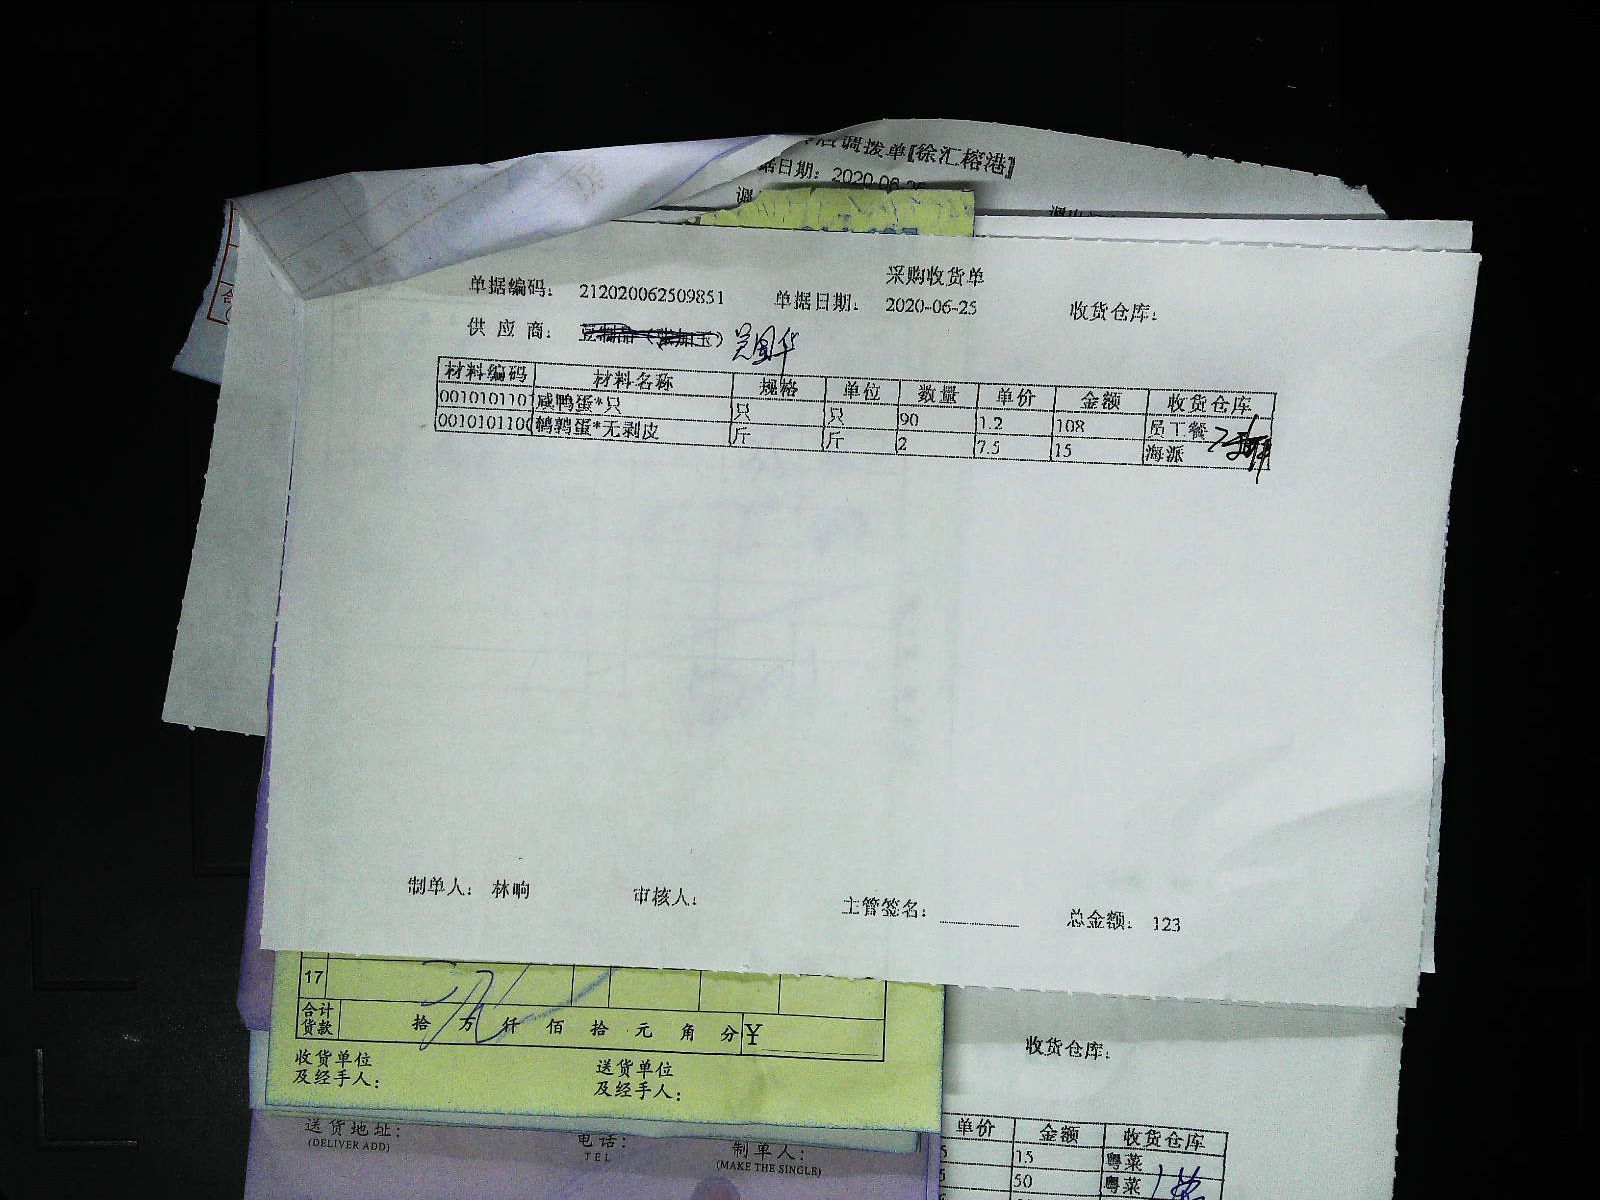 调拨单[徐汇榕港]
据日期：2020-06-25
采购收货单
单据编码： 212020062509851 单据日期： 2020-06-25 收货仓库：
供 应 商： 吴国华
材料编码 材料名称 规格 单位 数量 单价 金额 收货仓库
0010101107 咸鸭蛋*只 只 只 90 1.2 108 员工餐
0010101100 鹌鹑蛋*无剥皮 斤 斤 2 7.5 15 海派
制单人： 林响 审核人： 主管签名： 总金额： 123
17
合计货款 拾 万 仟 佰 拾 元 角 分 ¥
收货单位及经手人： 送货单位及经手人：
送货地址： 电话： 制单人：
(DELIVER ADD) TEL (MAKE THE SINGLE)
收货仓库：
单价 金额 收货仓库
5 15 粤菜
50 粤菜